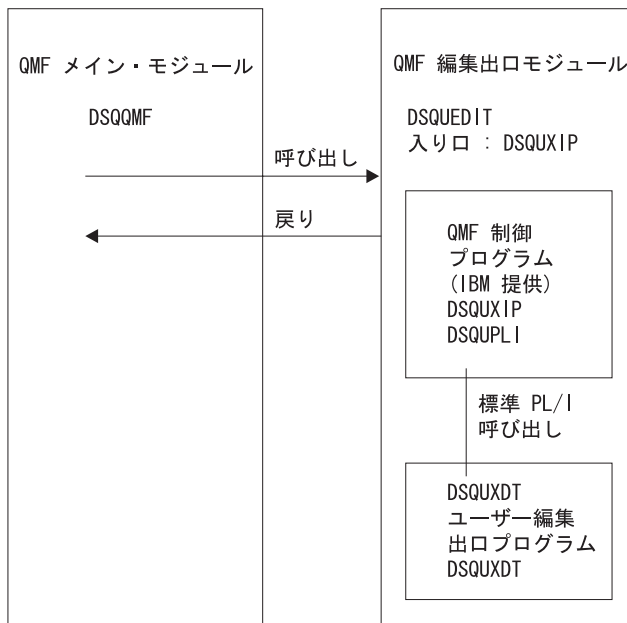 QMF メイン・モジュール
DSQQMF
呼び出し
戻り
QMF 編集出口モジュール
DSQUEDIT
入り口 : DSQUXIP
QMF 制御
プログラム
(IBM 提供)
DSQUXIP
DSQUPLI
標準 PL/I
呼び出し
DSQUXDT
ユーザー編集
出口プログラム
DSQUXDT